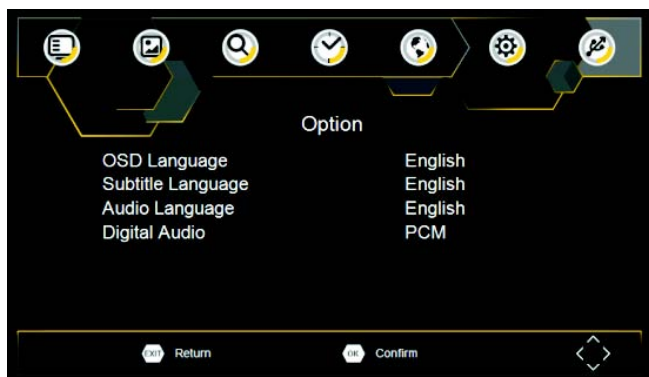 Option
OSD Language English
Subtitle Language English
Audio Language English
Digital Audio PCM
EXIT Return OK Confirm